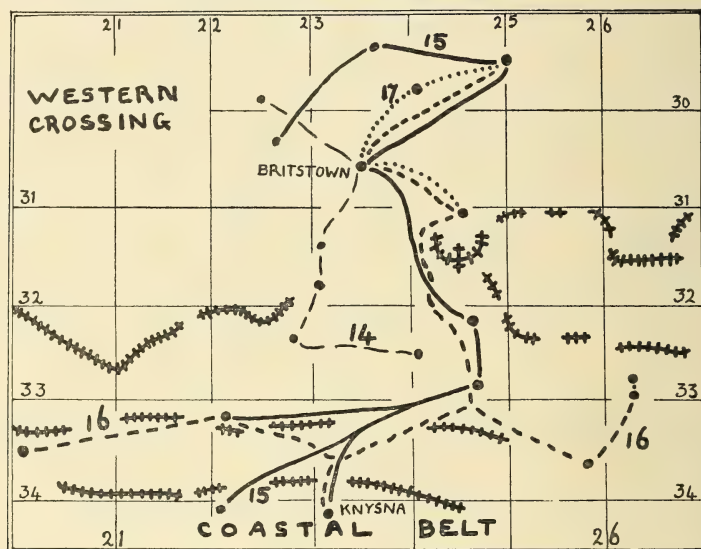 21 22 23 24 25 26
15
WESTERN
CROSSING
17
30
BRITSTOWN
31 31
32 32
14
33 33
16
16
15
34 34
KNYSNA
COASTAL BELT
21 26